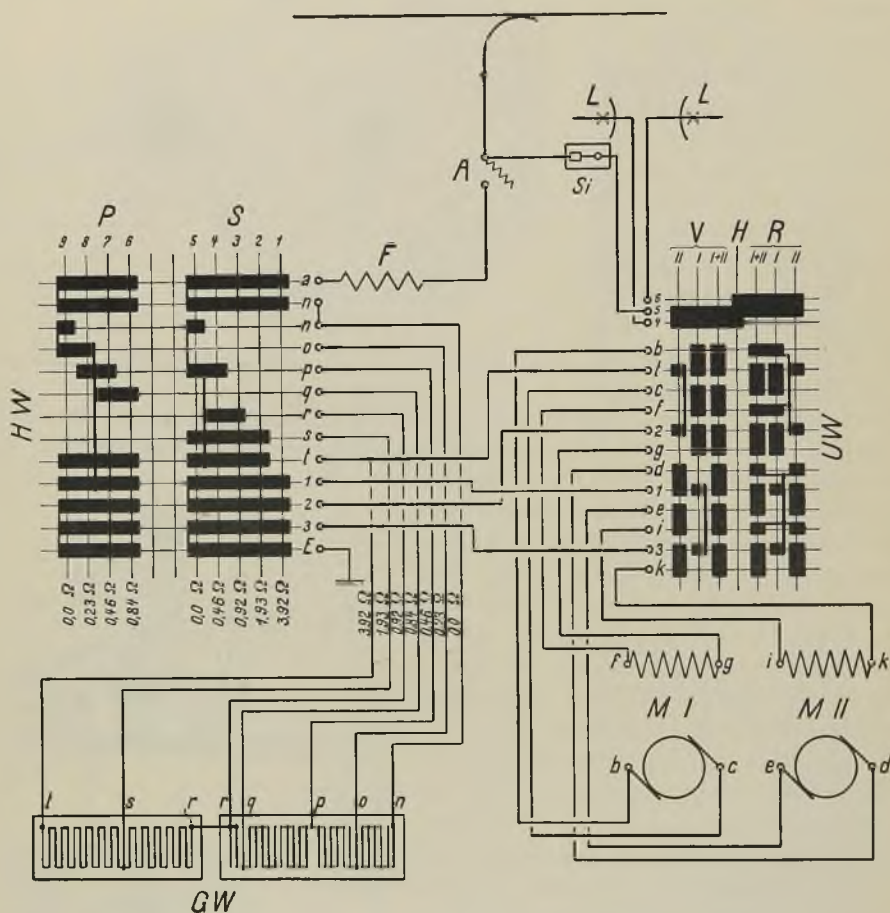 L L
A
Si
P S
9 8 7 6 5 4 3 2 1
F
V H R
II I I+II I+II I II
a
n
n
o
p
q
r
s
l
1
2
3
E
HW
6
5
4
b
l
c
f
2
g
d
1
e
i
3
k
UW
0,0 Ω
0,23 Ω
0,46 Ω
0,84 Ω
0,0 Ω
0,46 Ω
0,92 Ω
1,93 Ω
3,92 Ω
3,92 Ω
1,93 Ω
0,92 Ω
0,84 Ω
0,46 Ω
0,23 Ω
0,0 Ω
f g i k
M I M II
b c e d
l s r r q p o n
GW